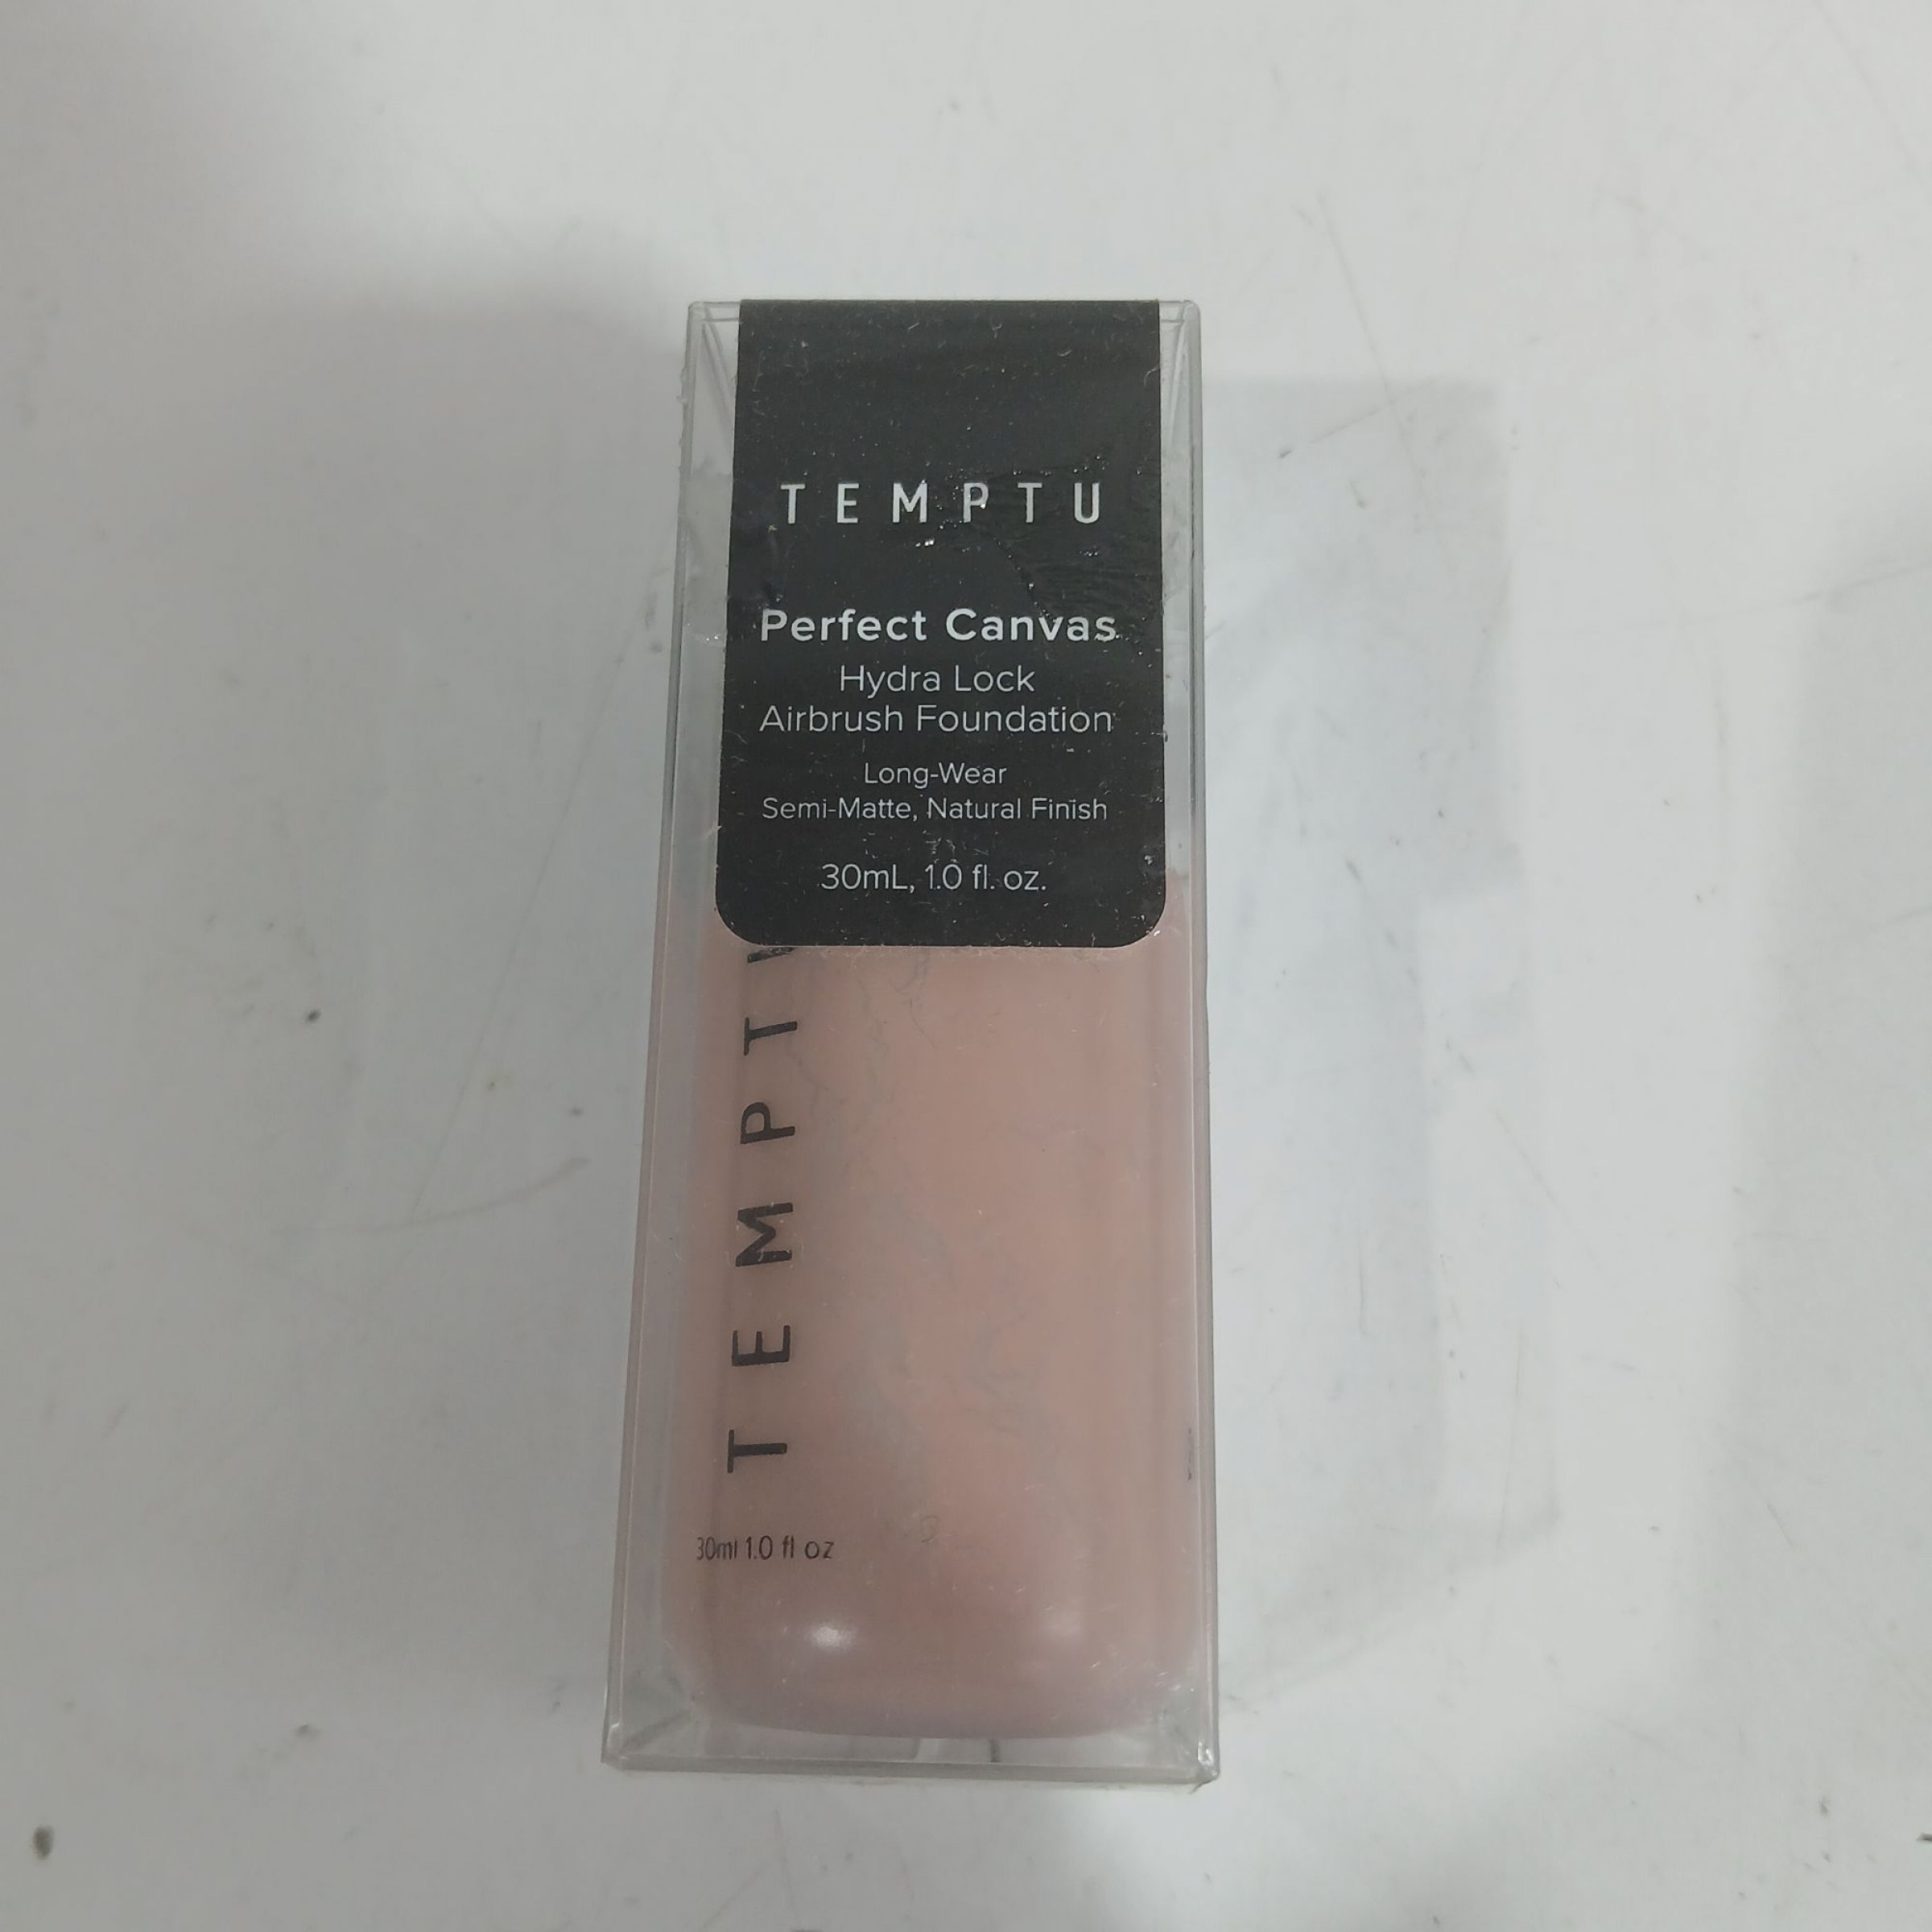 TEMPTU
Perfect Canvas
Hydra Lock
Airbrush Foundation
Long-Wear
Semi-Matte, Natural Finish
30mL, 1.0 fl. oz.
TEMPTU
30ml 1.0 fl oz